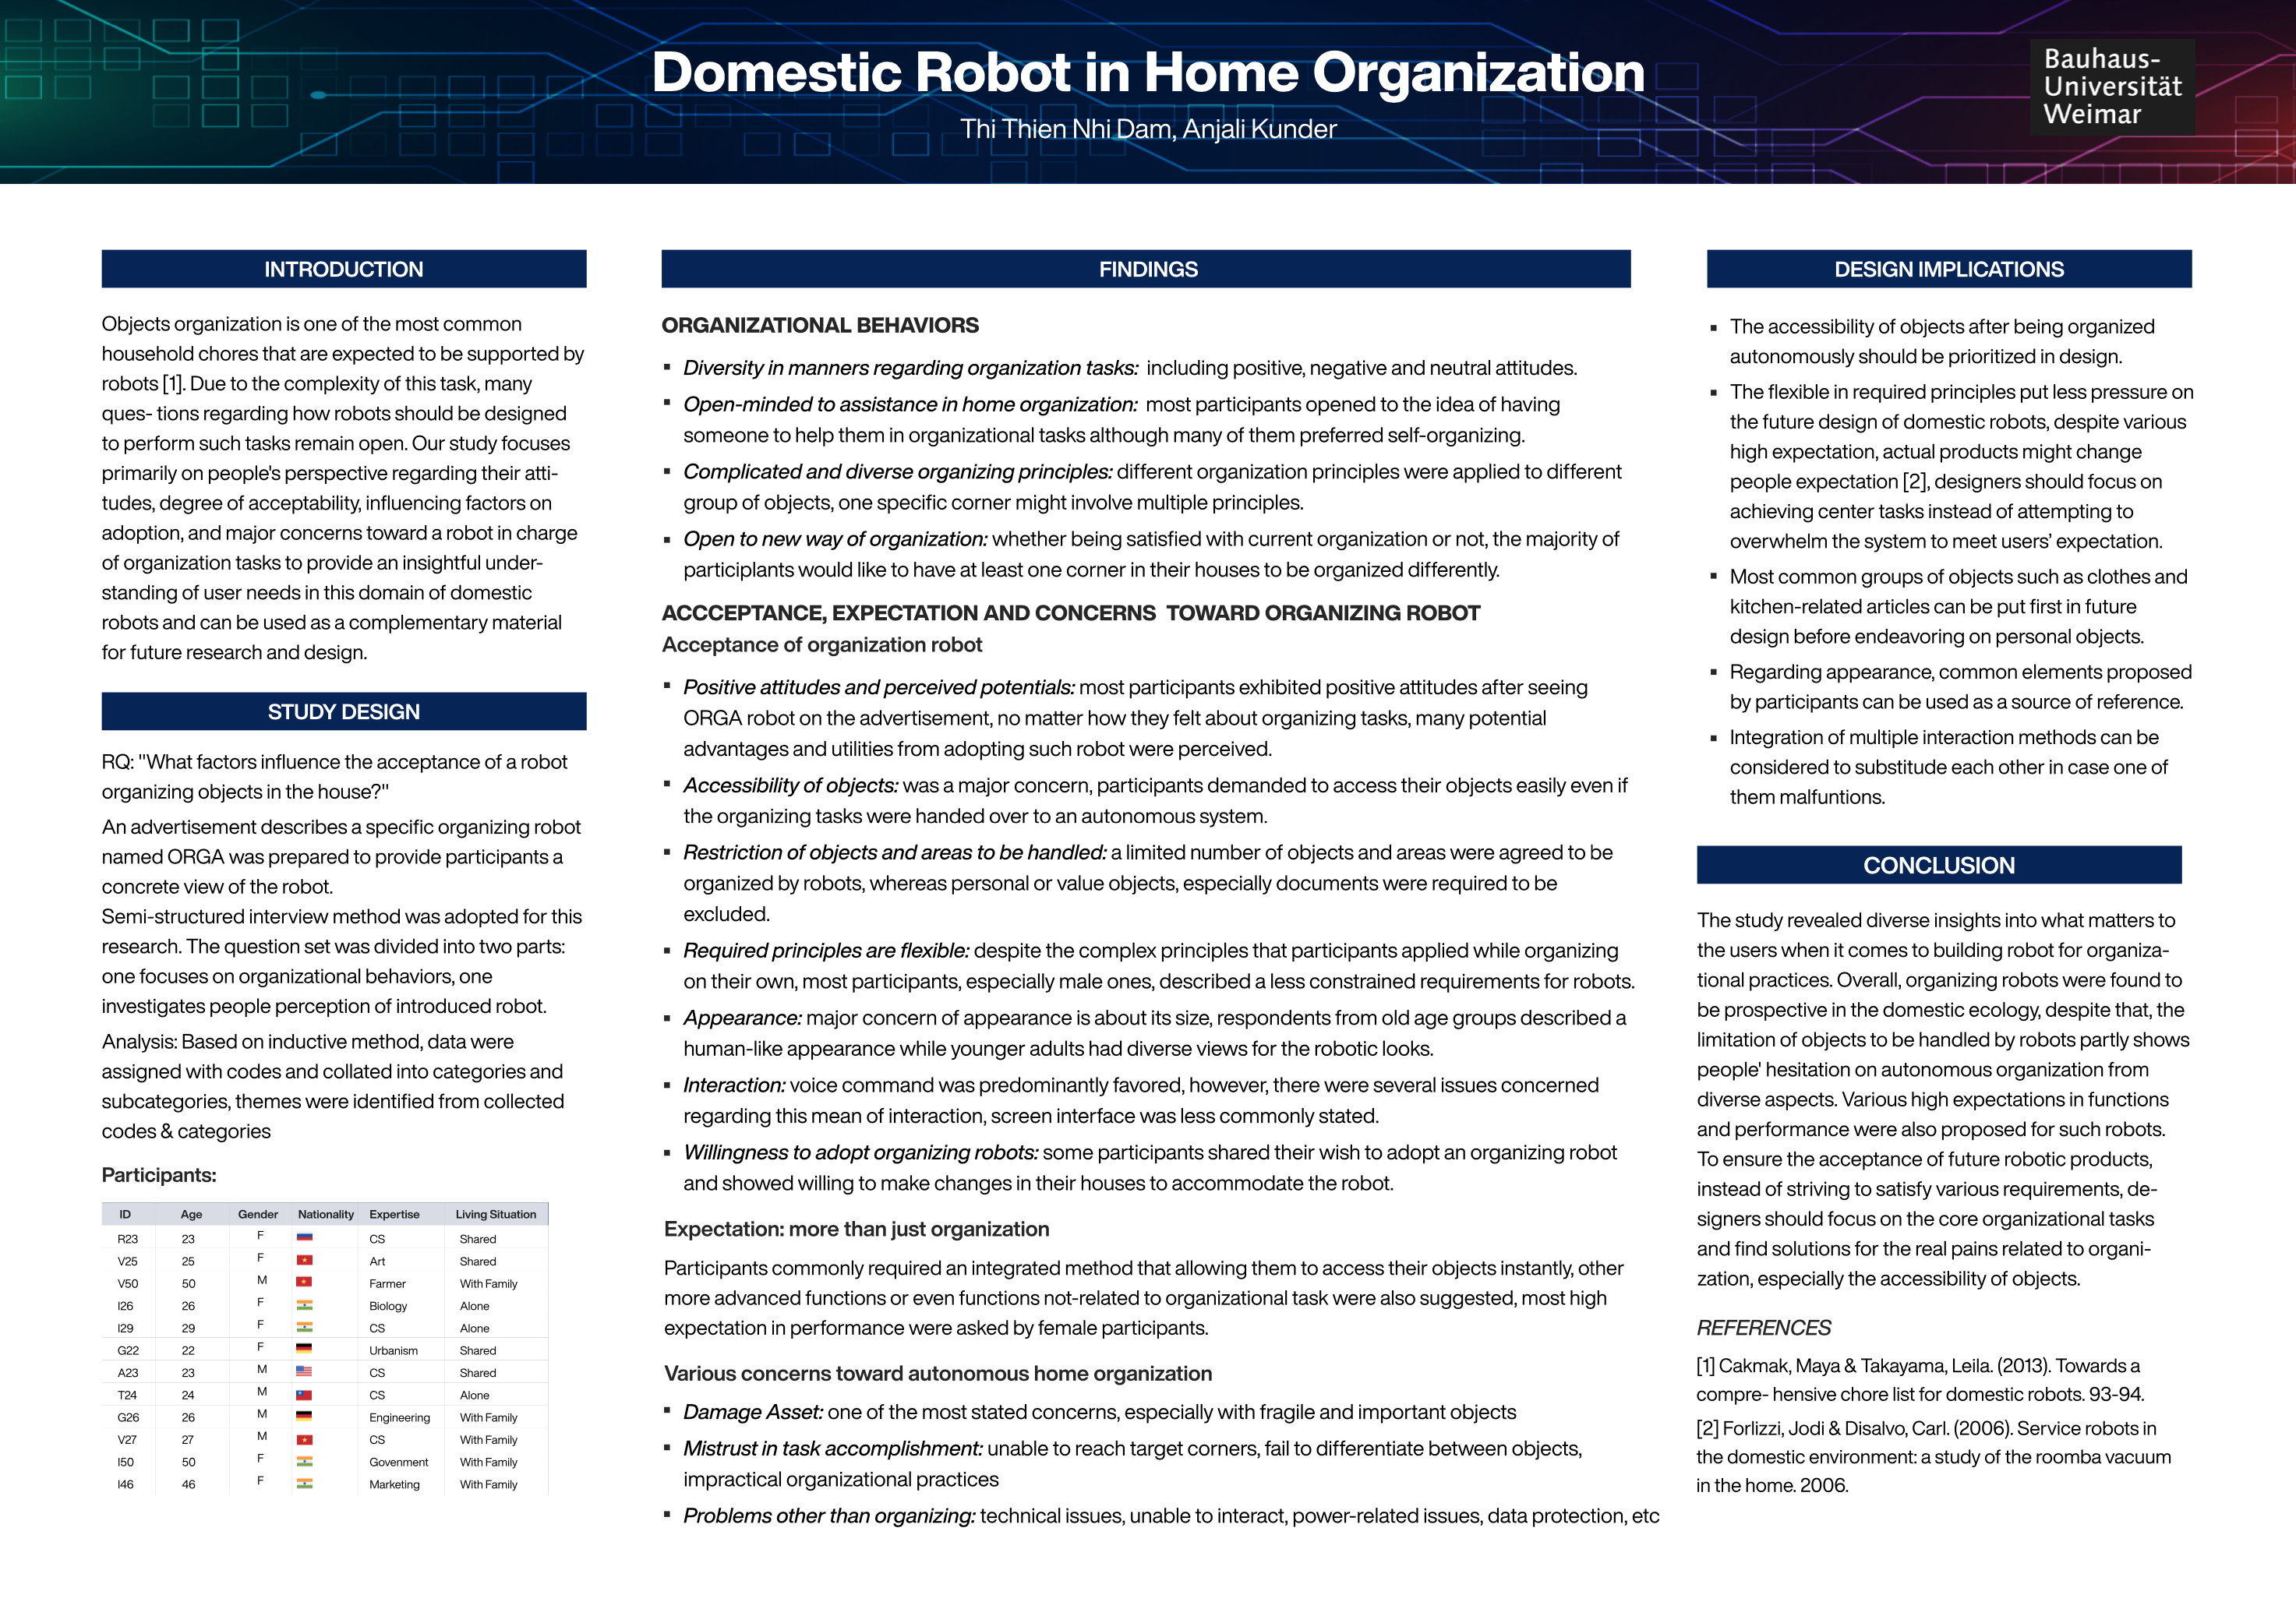 Domestic Robot in Home Organization
Thi Thien Nhi Dam, Anjali Kunder
Bauhaus-
Universität
Weimar
INTRODUCTION
Objects organization is one of the most common
household chores that are expected to be supported by
robots [1]. Due to the complexity of this task, many
ques- tions regarding how robots should be designed
to perform such tasks remain open. Our study focuses
primarily on people's perspective regarding their atti-
tudes, degree of acceptability, influencing factors on
adoption, and major concerns toward a robot in charge
of organization tasks to provide an insightful under-
standing of user needs in this domain of domestic
robots and can be used as a complementary material
for future research and design.
STUDY DESIGN
RQ: "What factors influence the acceptance of a robot
organizing objects in the house?"
An advertisement describes a specific organizing robot
named ORGA was prepared to provide participants a
concrete view of the robot.
Semi-structured interview method was adopted for this
research. The question set was divided into two parts:
one focuses on organizational behaviors, one
investigates people perception of introduced robot.
Analysis: Based on inductive method, data were
assigned with codes and collated into categories and
subcategories, themes were identified from collected
codes & categories
Participants:
ID Age Gender Nationality Expertise Living Situation
R23 23 F CS Shared
V25 25 F Art Shared
V50 50 M Farmer With Family
I26 26 F Biology Alone
I29 29 F CS Alone
G22 22 F Urbanism Shared
A23 23 M CS Shared
T24 24 M CS Alone
G26 26 M Engineering With Family
V27 27 M CS With Family
I50 50 F Govenment With Family
I46 46 F Marketing With Family
FINDINGS
ORGANIZATIONAL BEHAVIORS
▪ Diversity in manners regarding organization tasks: including positive, negative and neutral attitudes.
▪ Open-minded to assistance in home organization: most participants opened to the idea of having
someone to help them in organizational tasks although many of them preferred self-organizing.
▪ Complicated and diverse organizing principles: different organization principles were applied to different
group of objects, one specific corner might involve multiple principles.
▪ Open to new way of organization: whether being satisfied with current organization or not, the majority of
participlants would like to have at least one corner in their houses to be organized differently.
ACCCEPTANCE, EXPECTATION AND CONCERNS TOWARD ORGANIZING ROBOT
Acceptance of organization robot
▪ Positive attitudes and perceived potentials: most participants exhibited positive attitudes after seeing
ORGA robot on the advertisement, no matter how they felt about organizing tasks, many potential
advantages and utilities from adopting such robot were perceived.
▪ Accessibility of objects: was a major concern, participants demanded to access their objects easily even if
the organizing tasks were handed over to an autonomous system.
▪ Restriction of objects and areas to be handled: a limited number of objects and areas were agreed to be
organized by robots, whereas personal or value objects, especially documents were required to be
excluded.
▪ Required principles are flexible: despite the complex principles that participants applied while organizing
on their own, most participants, especially male ones, described a less constrained requirements for robots.
▪ Appearance: major concern of appearance is about its size, respondents from old age groups described a
human-like appearance while younger adults had diverse views for the robotic looks.
▪ Interaction: voice command was predominantly favored, however, there were several issues concerned
regarding this mean of interaction, screen interface was less commonly stated.
▪ Willingness to adopt organizing robots: some participants shared their wish to adopt an organizing robot
and showed willing to make changes in their houses to accommodate the robot.
Expectation: more than just organization
Participants commonly required an integrated method that allowing them to access their objects instantly, other
more advanced functions or even functions not-related to organizational task were also suggested, most high
expectation in performance were asked by female participants.
Various concerns toward autonomous home organization
▪ Damage Asset: one of the most stated concerns, especially with fragile and important objects
▪ Mistrust in task accomplishment: unable to reach target corners, fail to differentiate between objects,
impractical organizational practices
▪ Problems other than organizing: technical issues, unable to interact, power-related issues, data protection, etc
DESIGN IMPLICATIONS
▪ The accessibility of objects after being organized
autonomously should be prioritized in design.
▪ The flexible in required principles put less pressure on
the future design of domestic robots, despite various
high expectation, actual products might change
people expectation [2], designers should focus on
achieving center tasks instead of attempting to
overwhelm the system to meet users’ expectation.
▪ Most common groups of objects such as clothes and
kitchen-related articles can be put first in future
design before endeavoring on personal objects.
▪ Regarding appearance, common elements proposed
by participants can be used as a source of reference.
▪ Integration of multiple interaction methods can be
considered to substitude each other in case one of
them malfuntions.
CONCLUSION
The study revealed diverse insights into what matters to
the users when it comes to building robot for organiza-
tional practices. Overall, organizing robots were found to
be prospective in the domestic ecology, despite that, the
limitation of objects to be handled by robots partly shows
people' hesitation on autonomous organization from
diverse aspects. Various high expectations in functions
and performance were also proposed for such robots.
To ensure the acceptance of future robotic products,
instead of striving to satisfy various requirements, de-
signers should focus on the core organizational tasks
and find solutions for the real pains related to organi-
zation, especially the accessibility of objects.
REFERENCES
[1] Cakmak, Maya & Takayama, Leila. (2013). Towards a
compre- hensive chore list for domestic robots. 93-94.
[2] Forlizzi, Jodi & Disalvo, Carl. (2006). Service robots in
the domestic environment: a study of the roomba vacuum
in the home. 2006.